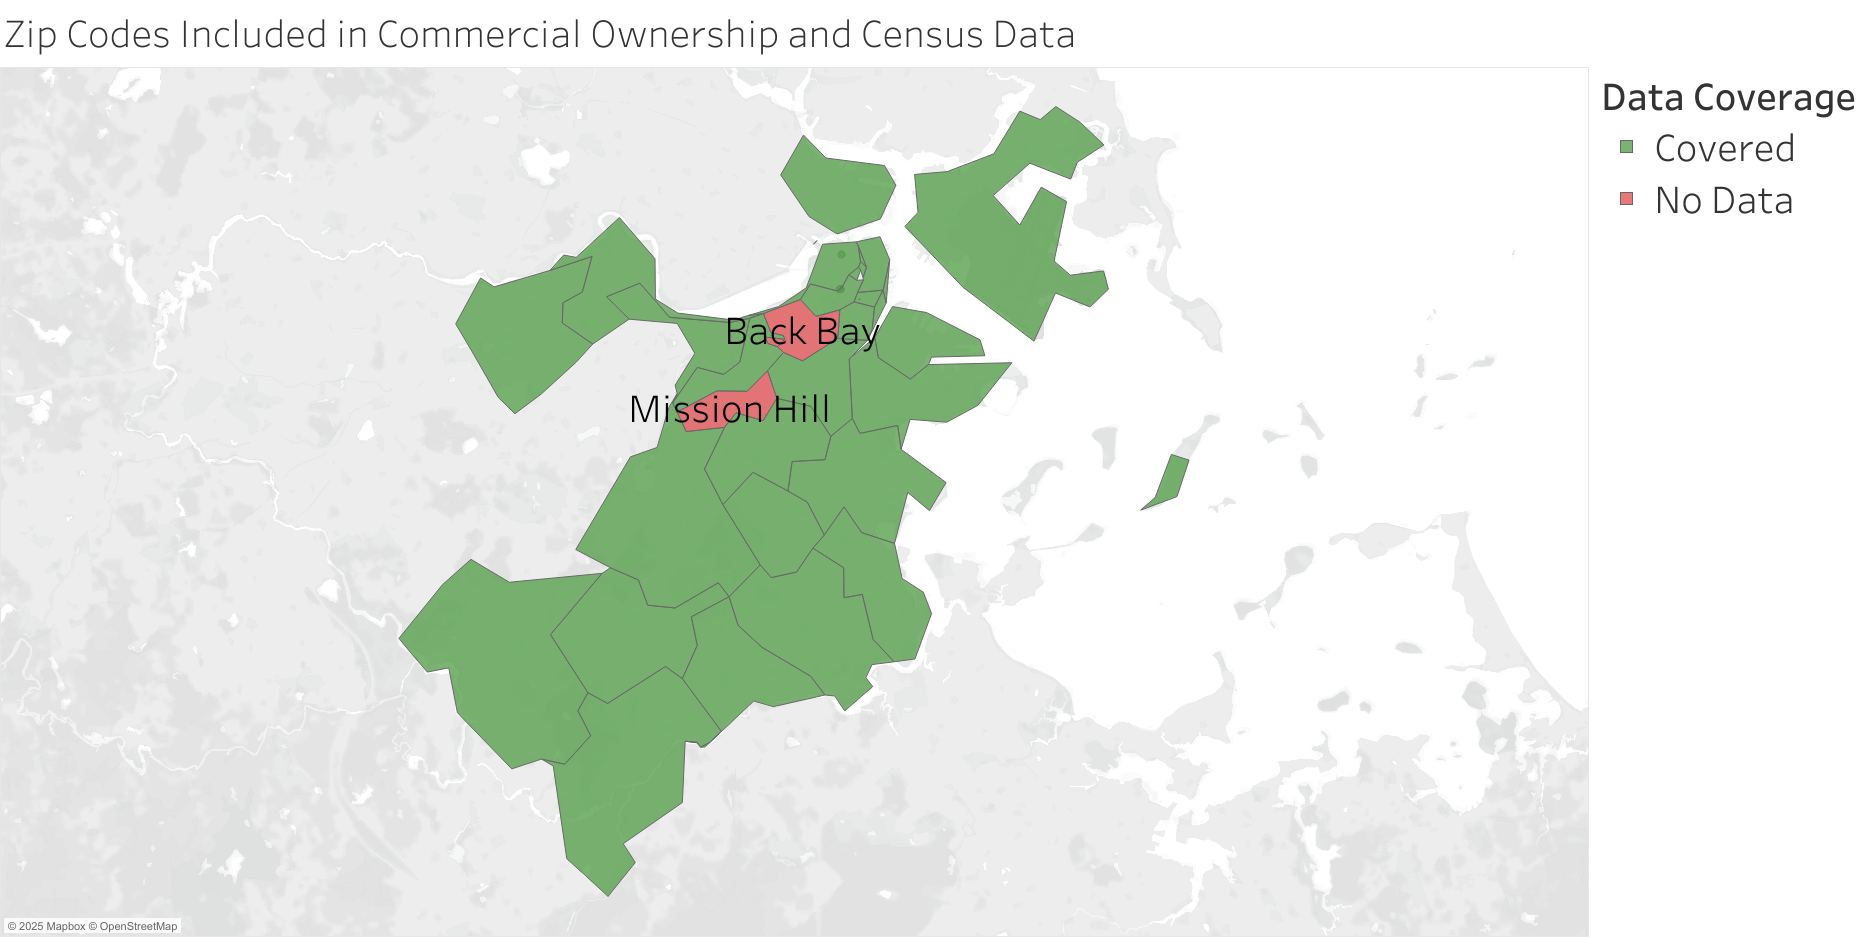 Zip Codes Included in Commercial Ownership and Census Data
Data Coverage
Covered
No Data
Back Bay
Mission Hill
© 2025 Mapbox © OpenStreetMap